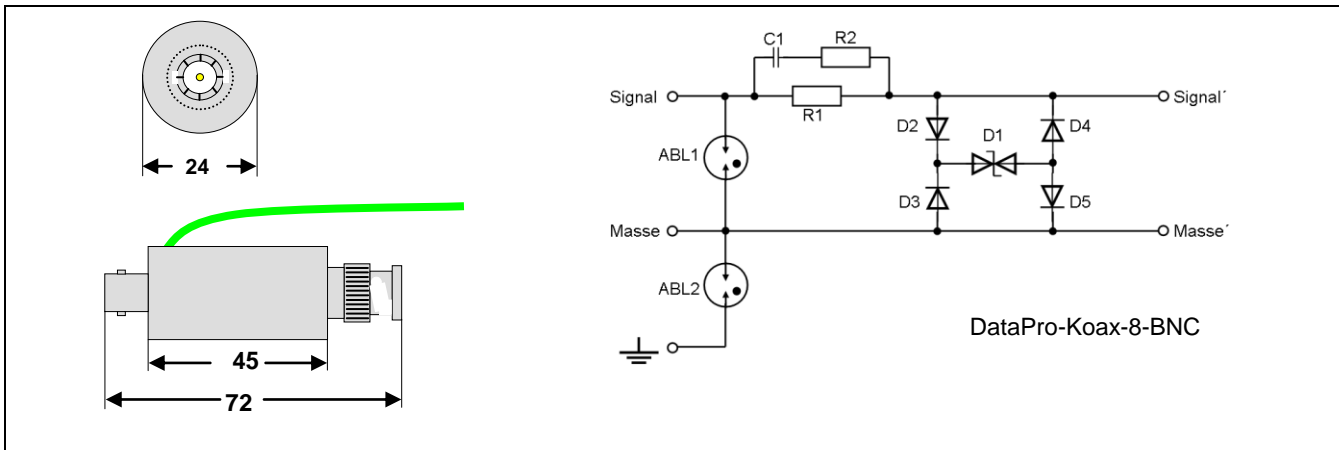 24
45
72
C1
R2
Signal
R1
Signal´
D2
D1
D4
ABL1
D3
D5
Masse
Masse´
ABL2
DataPro-Koax-8-BNC